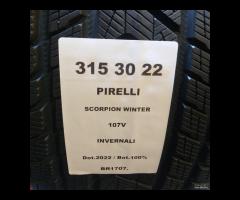 315 30 22
PIRELLI
SCORPION WINTER
107V
INVERNALI
Dot.2022 / Bat.100%
BR1707.